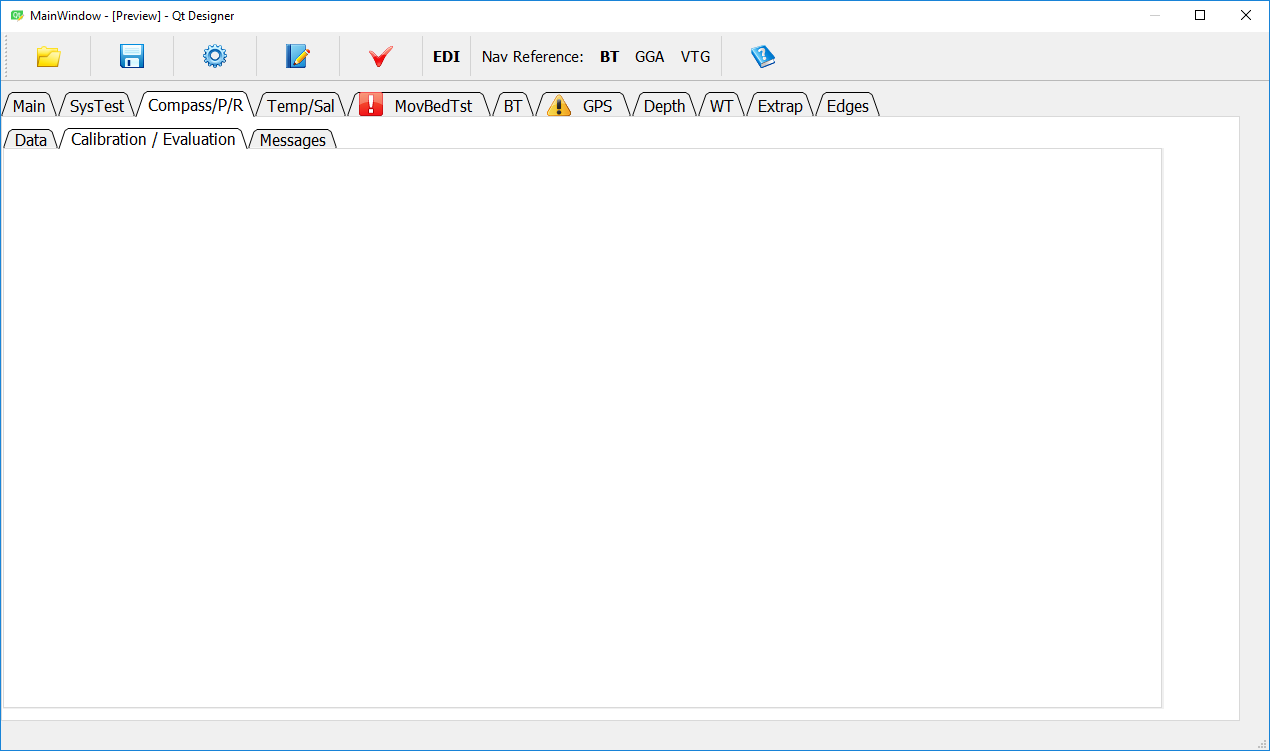 MainWindow - [Preview] - Qt Designer
EDI Nav Reference: BT GGA VTG
Main SysTest Compass/P/R Temp/Sal MovBedTst BT GPS Depth WT Extrap Edges
Data Calibration / Evaluation Messages